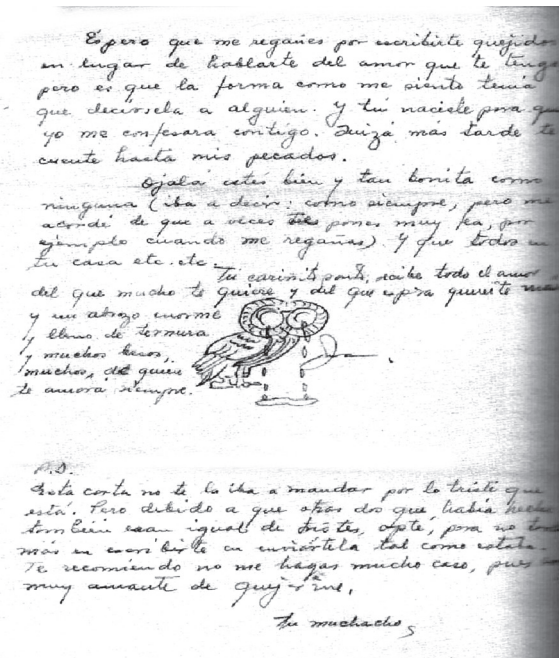 Espero que me regañes por escribirte quejidos
en lugar de hablarte del amor que te tengo
pero es que la forma como me siento tenía
que decírsela a alguien. Y tú naciste para que
yo me confesara contigo. Quizá más tarde te
cuente hasta mis pecados.
Ojalá estés bien y tan bonita como
ninguna (iba a decir: como siempre, pero me
acordé de que a veces te pones muy fea, por
ejemplo cuando me regañas). Y que todos en
tu casa etc. etc.
Tú, cariñito santo, recibe todo el amor
del que mucho te quiere y del que espera quererte más
y un abrazo enorme
y lleno de ternura
y muchos besos,
muchos, de quien
te amará siempre.
P.D.
Esta carta no te la iba a mandar por lo triste que
está. Pero debido a que otras dos que había hecho
también eran igual de tristes, opté, para no
más en escribirte en enviártela tal como estaba.
Te recomiendo no me hagas mucho caso, pues
muy amante de quejarme.
Tu muchacho,